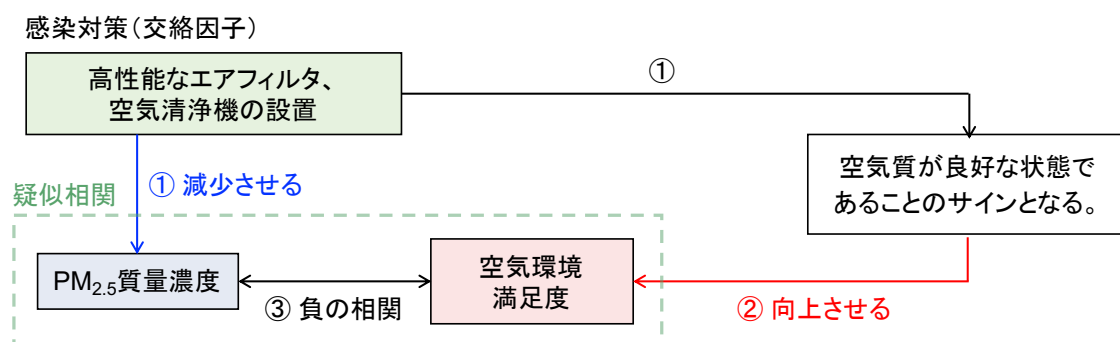 感染対策(交絡因子)
高性能なエアフィルタ、
空気清浄機の設置
①
① 減少させる
空気質が良好な状態で
あることのサインとなる。
疑似相関
PM2.5質量濃度
③ 負の相関
空気環境
満足度
② 向上させる